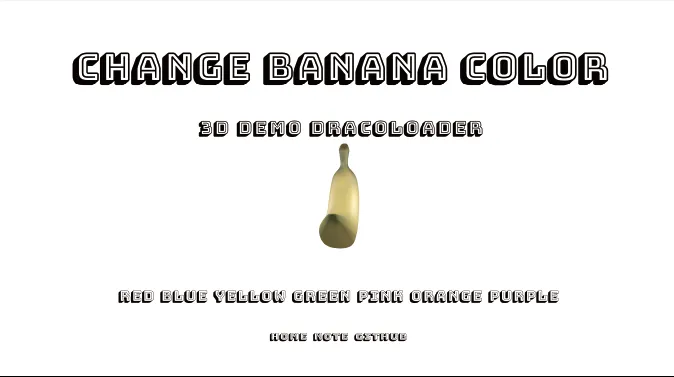 CHANGE BANANA COLOR
3D DEMO DRACOLOADER
RED BLUE YELLOW GREEN PINK ORANGE PURPLE
HOME NOTE GITHUB